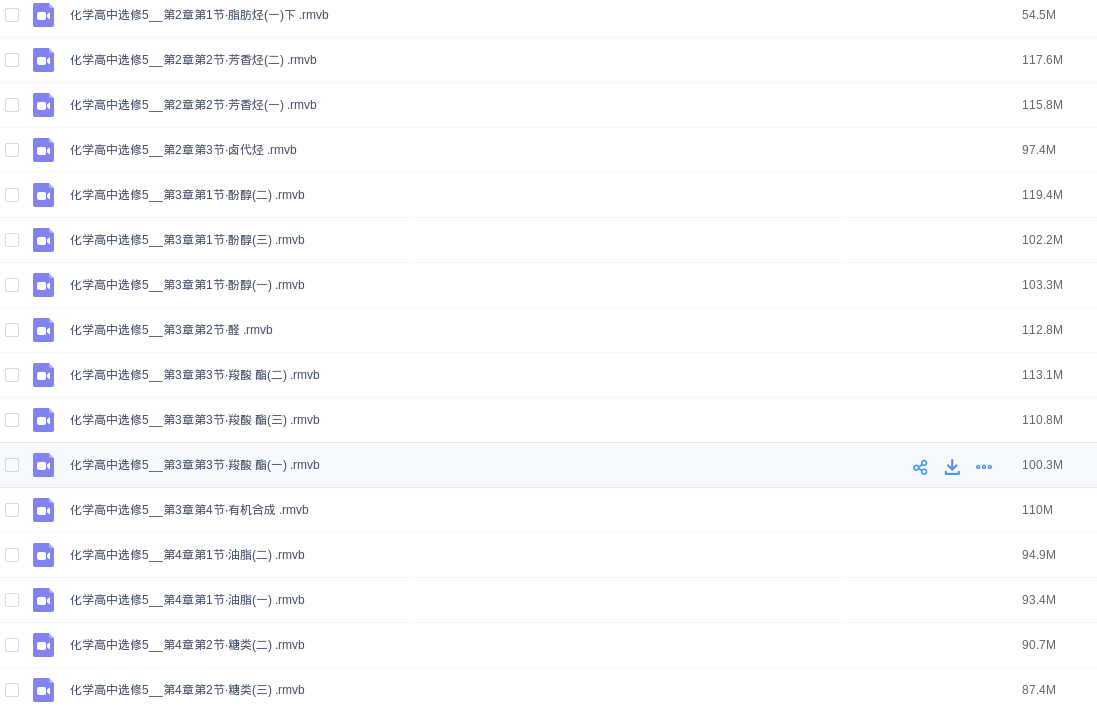 化学高中选修5__第2章第1节·脂肪烃(一)下 .rmvb 54.5M
化学高中选修5__第2章第2节·芳香烃(二) .rmvb 117.6M
化学高中选修5__第2章第2节·芳香烃(一) .rmvb 115.8M
化学高中选修5__第2章第3节·卤代烃 .rmvb 97.4M
化学高中选修5__第3章第1节·酚醇(二) .rmvb 119.4M
化学高中选修5__第3章第1节·酚醇(三) .rmvb 102.2M
化学高中选修5__第3章第1节·酚醇(一) .rmvb 103.3M
化学高中选修5__第3章第2节·醛 .rmvb 112.8M
化学高中选修5__第3章第3节·羧酸 酯(二) .rmvb 113.1M
化学高中选修5__第3章第3节·羧酸 酯(三) .rmvb 110.8M
化学高中选修5__第3章第3节·羧酸 酯(一) .rmvb 100.3M
化学高中选修5__第3章第4节·有机合成 .rmvb 110M
化学高中选修5__第4章第1节·油脂(二) .rmvb 94.9M
化学高中选修5__第4章第1节·油脂(一) .rmvb 93.4M
化学高中选修5__第4章第2节·糖类(二) .rmvb 90.7M
化学高中选修5__第4章第2节·糖类(三) .rmvb 87.4M